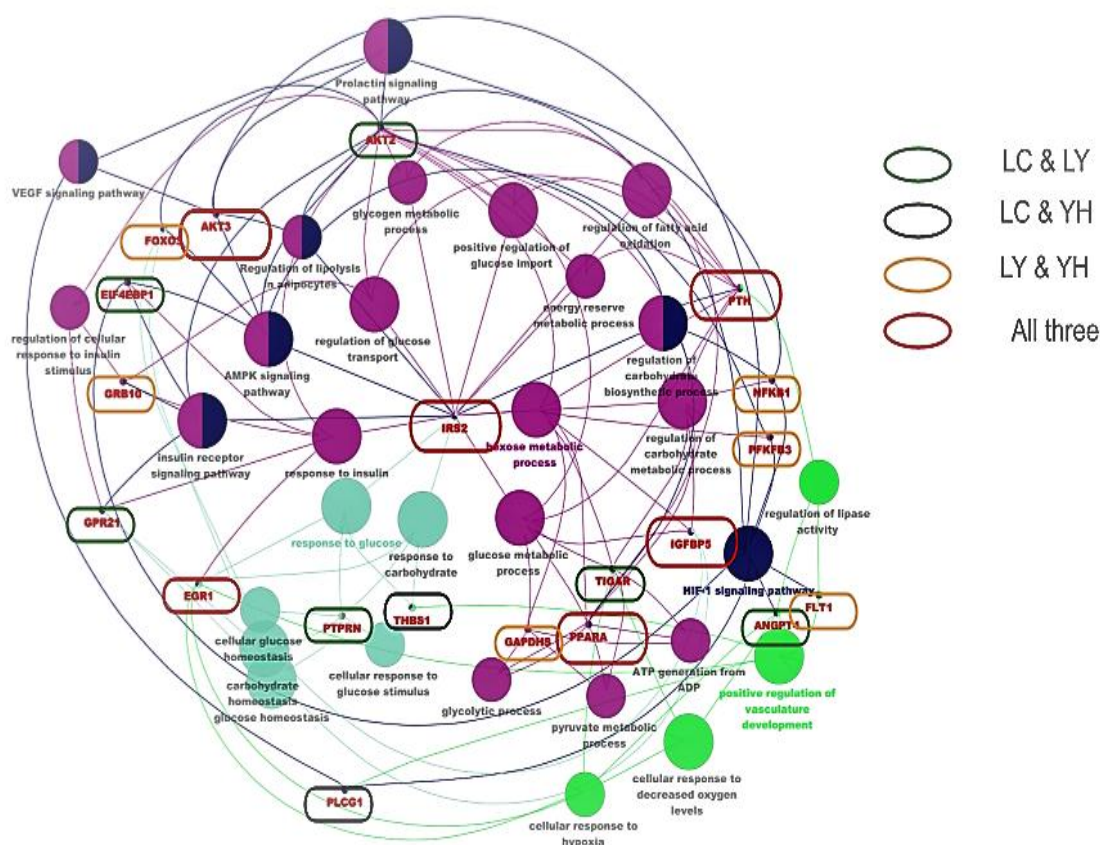 Prolactin signaling
pathway
AKT2
VEGF signaling pathway
glycogen metabolic
process
positive regulation of
glucose import
regulation of fatty acid
oxidation
FOXO3
AKT3
Regulation of lipolysis
in adipocytes
EIF4EBP1
regulation of cellular
response to insulin
stimulus
regulation of glucose
transport
energy reserve
metabolic process
PTH
AMPK signaling
pathway
regulation of
carbohydrate
biosynthetic process
GRB10
NFKB1
IRS2
insulin receptor
signaling pathway
response to insulin
hexose metabolic
process
regulation of
carbohydrate
metabolic process
PFKFB3
GPR21
response to glucose
response to
carbohydrate
glucose metabolic
process
IGFBP5
regulation of lipase
activity
HIF-1 signaling pathway
EGR1
PTPRN
THBS1
TIGAR
FLT1
ANGPT4
cellular glucose
homeostasis
carbohydrate
homeostasis
glucose homeostasis
cellular response to
glucose stimulus
GAPDHS
PPARA
ATP generation from
ADP
glycolytic process
pyruvate metabolic
process
positive regulation of
vasculature
development
cellular response to
decreased oxygen
levels
PLCG1
cellular response to
hypoxia
LC & LY
LC & YH
LY & YH
All three